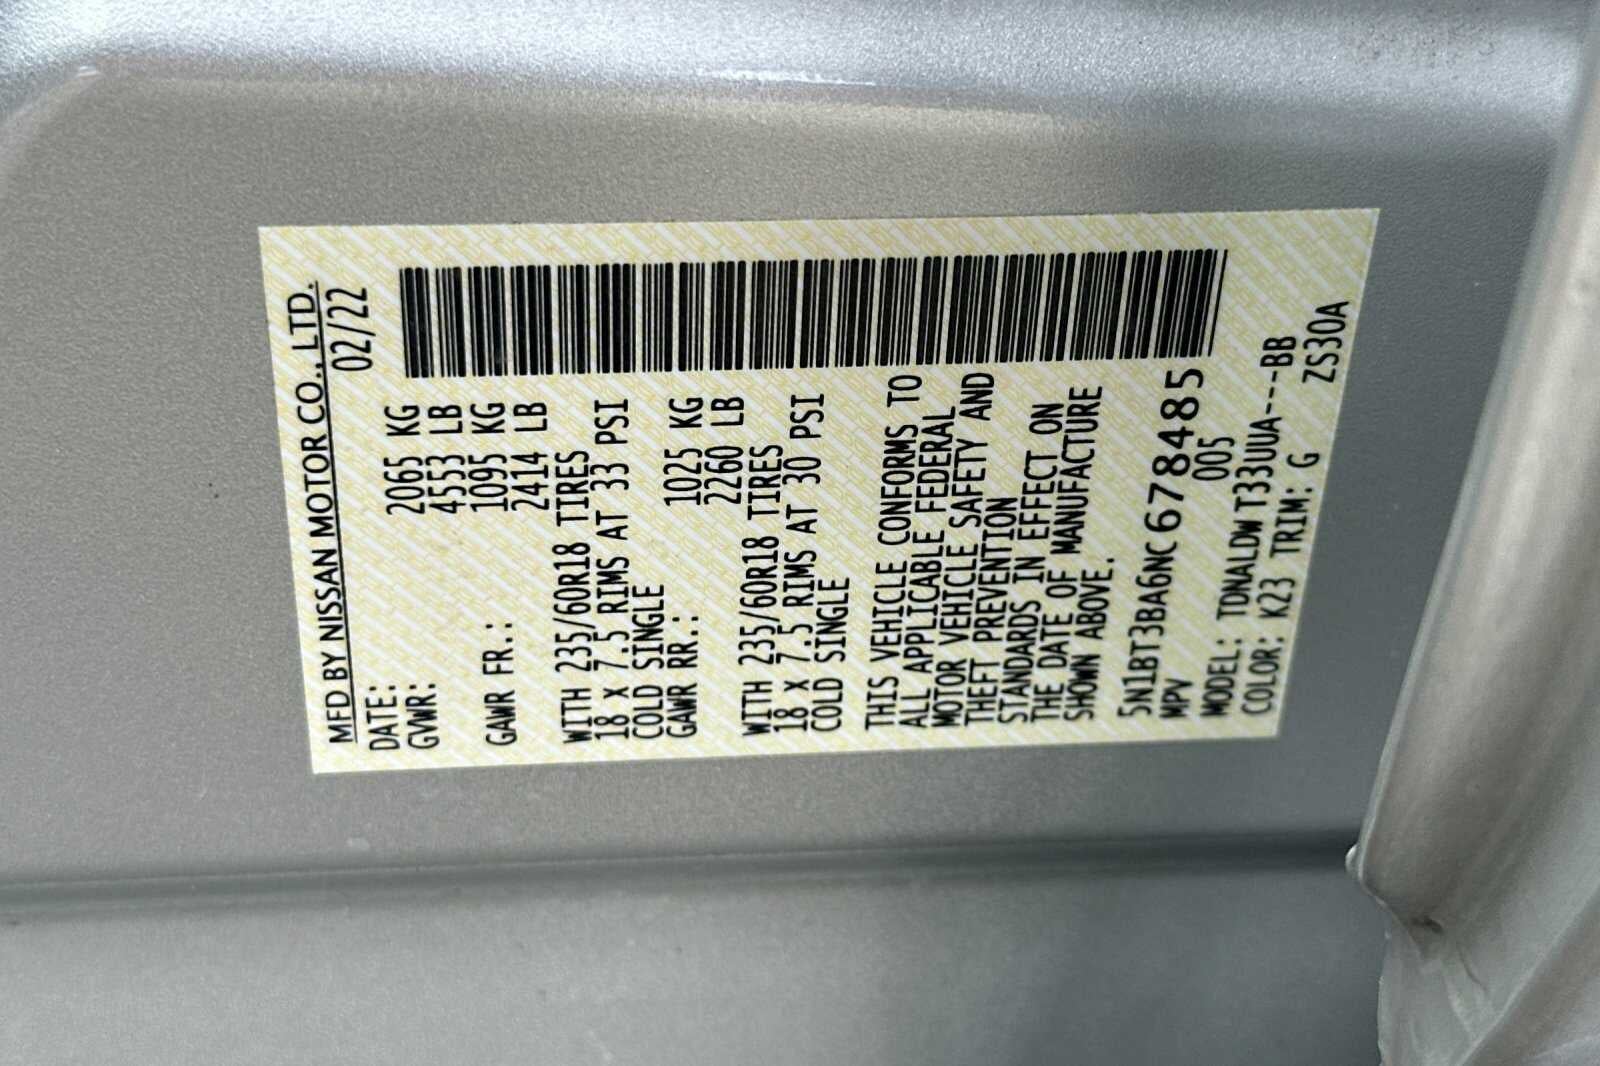 MFD BY NISSAN MOTOR CO., LTD.
DATE: 02/22
GVWR: 2065 KG
4553 LB
GAWR FR.: 1095 KG
2414 LB
WITH 235/60R18 TIRES
18 X 7.5 RIMS AT 33 PSI
COLD SINGLE
GAWR RR.: 1025 KG
2260 LB
WITH 235/60R18 TIRES
18 X 7.5 RIMS AT 30 PSI
COLD SINGLE
THIS VEHICLE CONFORMS TO
ALL APPLICABLE FEDERAL
MOTOR VEHICLE SAFETY AND
THEFT PREVENTION
STANDARDS IN EFFECT ON
THE DATE OF MANUFACTURE
SHOWN ABOVE.
5N1BT3BA6NC678485
MPV 005
MODEL: TDNALDWT33UUA---BB
COLOR: K23 TRIM: G ZS30A